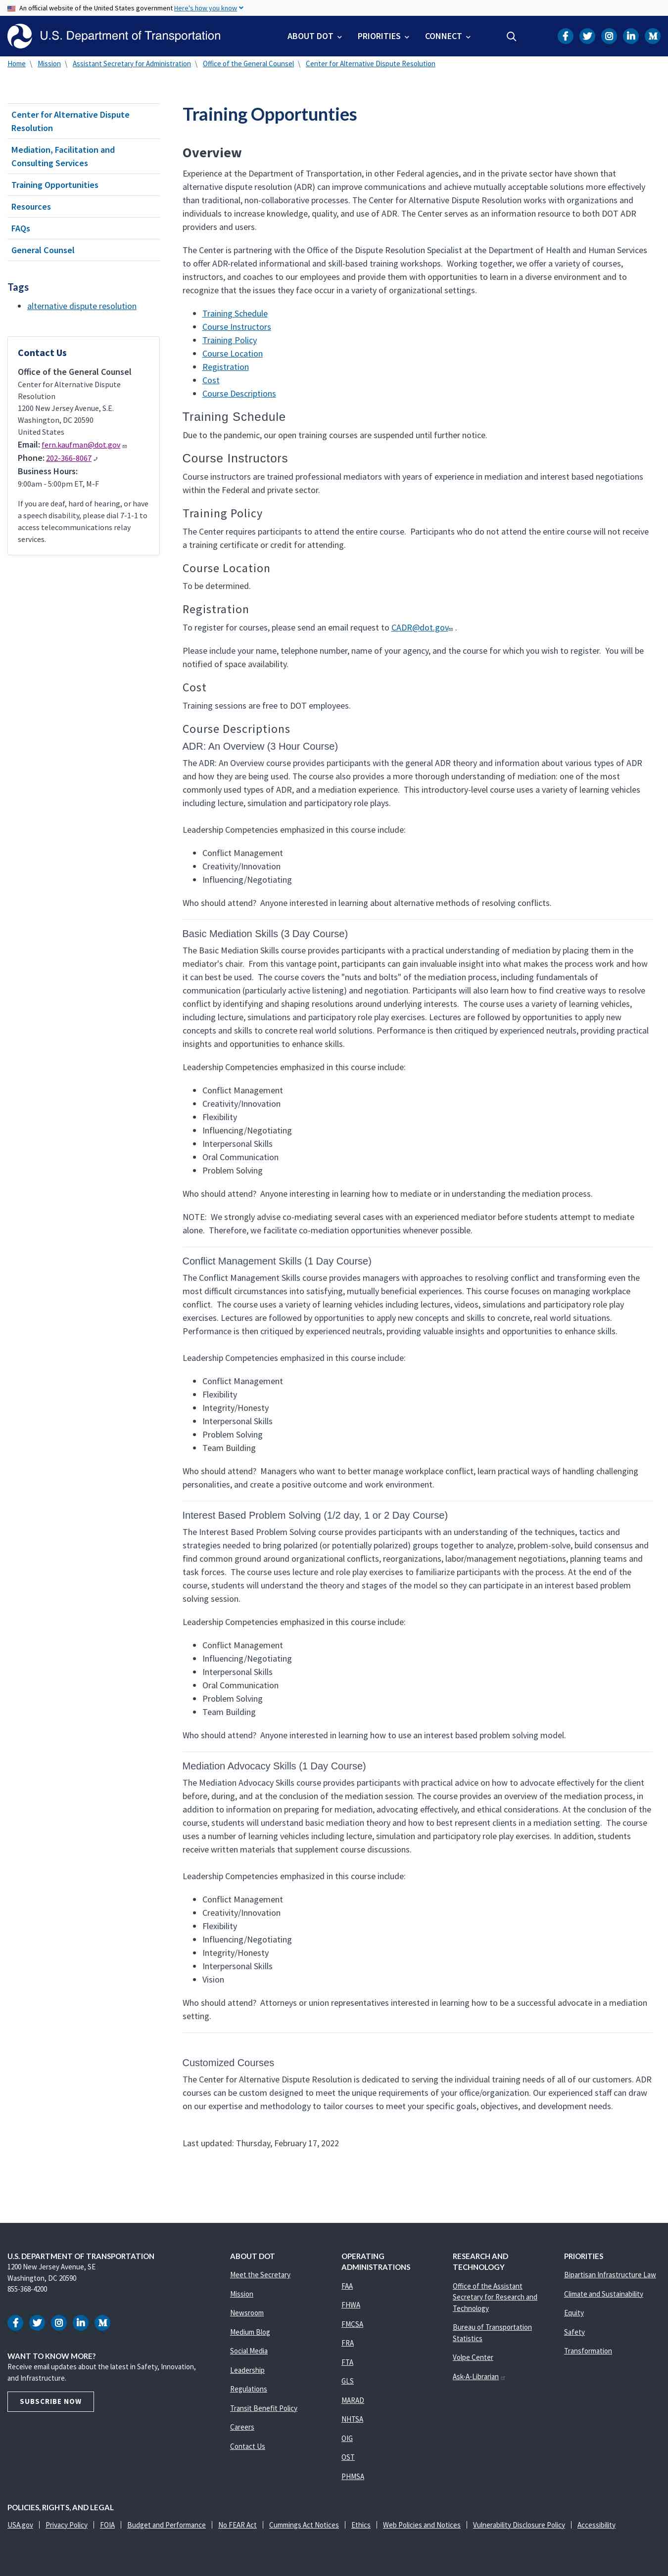 An official website of the United States government Here's how you know
U.S. Department of Transportation
ABOUT DOT
PRIORITIES
CONNECT
Home \ Mission \ Assistant Secretary for Administration \ Office of the General Counsel \ Center for Alternative Dispute Resolution
Center for Alternative Dispute
Resolution
Mediation, Facilitation and
Consulting Services
Training Opportunities
Resources
FAQs
General Counsel
Tags
alternative dispute resolution
Contact Us
Office of the General Counsel
Center for Alternative Dispute
Resolution
1200 New Jersey Avenue, S.E.
Washington, DC 20590
United States
Email: fern.kaufman@dot.gov
Phone: 202-366-8067
Business Hours:
9:00am - 5:00pm ET, M-F
If you are deaf, hard of hearing, or have
a speech disability, please dial 7-1-1 to
access telecommunications relay
services.
Training Opportunties
Overview
Experience at the Department of Transportation, in other Federal agencies, and in the private sector have shown that
alternative dispute resolution (ADR) can improve communications and achieve mutually acceptable solutions more effectively
than traditional, non-collaborative processes. The Center for Alternative Dispute Resolution works with organizations and
individuals to increase knowledge, quality, and use of ADR. The Center serves as an information resource to both DOT ADR
providers and users.
The Center is partnering with the Office of the Dispute Resolution Specialist at the Department of Health and Human Services
to offer ADR-related informational and skill-based training workshops. Working together, we offer a variety of courses,
instructors, and coaches to our employees and provides them with opportunities to learn in a diverse environment and to
recognize that the issues they face occur in a variety of organizational settings.
Training Schedule
Course Instructors
Training Policy
Course Location
Registration
Cost
Course Descriptions
Training Schedule
Due to the pandemic, our open training courses are suspended until further notice.
Course Instructors
Course instructors are trained professional mediators with years of experience in mediation and interest based negotiations
within the Federal and private sector.
Training Policy
The Center requires participants to attend the entire course. Participants who do not attend the entire course will not receive
a training certificate or credit for attending.
Course Location
To be determined.
Registration
To register for courses, please send an email request to CADR@dot.gov .
Please include your name, telephone number, name of your agency, and the course for which you wish to register. You will be
notified of space availability.
Cost
Training sessions are free to DOT employees.
Course Descriptions
ADR: An Overview (3 Hour Course)
The ADR: An Overview course provides participants with the general ADR theory and information about various types of ADR
and how they are being used. The course also provides a more thorough understanding of mediation: one of the most
commonly used types of ADR, and a mediation experience. This introductory-level course uses a variety of learning vehicles
including lecture, simulation and participatory role plays.
Leadership Competencies emphasized in this course include:
Conflict Management
Creativity/Innovation
Influencing/Negotiating
Who should attend? Anyone interested in learning about alternative methods of resolving conflicts.
Basic Mediation Skills (3 Day Course)
The Basic Mediation Skills course provides participants with a practical understanding of mediation by placing them in the
mediator's chair. From this vantage point, participants can gain invaluable insight into what makes the process work and how
it can best be used. The course covers the "nuts and bolts" of the mediation process, including fundamentals of
communication (particularly active listening) and negotiation. Participants will also learn how to find creative ways to resolve
conflict by identifying and shaping resolutions around underlying interests. The course uses a variety of learning vehicles,
including lecture, simulations and participatory role play exercises. Lectures are followed by opportunities to apply new
concepts and skills to concrete real world solutions. Performance is then critiqued by experienced neutrals, providing practical
insights and opportunities to enhance skills.
Leadership Competencies emphasized in this course include:
Conflict Management
Creativity/Innovation
Flexibility
Influencing/Negotiating
Interpersonal Skills
Oral Communication
Problem Solving
Who should attend? Anyone interesting in learning how to mediate or in understanding the mediation process.
NOTE: We strongly advise co-mediating several cases with an experienced mediator before students attempt to mediate
alone. Therefore, we facilitate co-mediation opportunities whenever possible.
Conflict Management Skills (1 Day Course)
The Conflict Management Skills course provides managers with approaches to resolving conflict and transforming even the
most difficult circumstances into satisfying, mutually beneficial experiences. This course focuses on managing workplace
conflict. The course uses a variety of learning vehicles including lectures, videos, simulations and participatory role play
exercises. Lectures are followed by opportunities to apply new concepts and skills to concrete, real world situations.
Performance is then critiqued by experienced neutrals, providing valuable insights and opportunities to enhance skills.
Leadership Competencies emphasized in this course include:
Conflict Management
Flexibility
Integrity/Honesty
Interpersonal Skills
Problem Solving
Team Building
Who should attend? Managers who want to better manage workplace conflict, learn practical ways of handling challenging
personalities, and create a positive outcome and work environment.
Interest Based Problem Solving (1/2 day, 1 or 2 Day Course)
The Interest Based Problem Solving course provides participants with an understanding of the techniques, tactics and
strategies needed to bring polarized (or potentially polarized) groups together to analyze, problem-solve, build consensus and
find common ground around organizational conflicts, reorganizations, labor/management negotiations, planning teams and
task forces. The course uses lecture and role play exercises to familiarize participants with the process. At the end of the
course, students will understand the theory and stages of the model so they can participate in an interest based problem
solving session.
Leadership Competencies emphasized in this course include:
Conflict Management
Influencing/Negotiating
Interpersonal Skills
Oral Communication
Problem Solving
Team Building
Who should attend? Anyone interested in learning how to use an interest based problem solving model.
Mediation Advocacy Skills (1 Day Course)
The Mediation Advocacy Skills course provides participants with practical advice on how to advocate effectively for the client
before, during, and at the conclusion of the mediation session. The course provides an overview of the mediation process, in
addition to information on preparing for mediation, advocating effectively, and ethical considerations. At the conclusion of the
course, students will understand basic mediation theory and how to best represent clients in a mediation setting. The course
uses a number of learning vehicles including lecture, simulation and participatory role play exercises. In addition, students
receive written materials that supplement course discussions.
Leadership Competencies emphasized in this course include:
Conflict Management
Creativity/Innovation
Flexibility
Influencing/Negotiating
Integrity/Honesty
Interpersonal Skills
Vision
Who should attend? Attorneys or union representatives interested in learning how to be a successful advocate in a mediation
setting.
Customized Courses
The Center for Alternative Dispute Resolution is dedicated to serving the individual training needs of all of our customers. ADR
courses can be custom designed to meet the unique requirements of your office/organization. Our experienced staff can draw
on our expertise and methodology to tailor courses to meet your specific goals, objectives, and development needs.
Last updated: Thursday, February 17, 2022
U.S. DEPARTMENT OF TRANSPORTATION
1200 New Jersey Avenue, SE
Washington, DC 20590
855-368-4200
WANT TO KNOW MORE?
Receive email updates about the latest in Safety, Innovation,
and Infrastructure.
SUBSCRIBE NOW
ABOUT DOT
Meet the Secretary
Mission
Newsroom
Medium Blog
Social Media
Leadership
Regulations
Transit Benefit Policy
Careers
Contact Us
OPERATING
ADMINISTRATIONS
FAA
FHWA
FMCSA
FRA
FTA
GLS
MARAD
NHTSA
OIG
OST
PHMSA
RESEARCH AND
TECHNOLOGY
Office of the Assistant
Secretary for Research and
Technology
Bureau of Transportation
Statistics
Volpe Center
Ask-A-Librarian
PRIORITIES
Bipartisan Infrastructure Law
Climate and Sustainability
Equity
Safety
Transformation
POLICIES, RIGHTS, AND LEGAL
USA.gov | Privacy Policy | FOIA | Budget and Performance | No FEAR Act | Cummings Act Notices | Ethics | Web Policies and Notices | Vulnerability Disclosure Policy | Accessibility